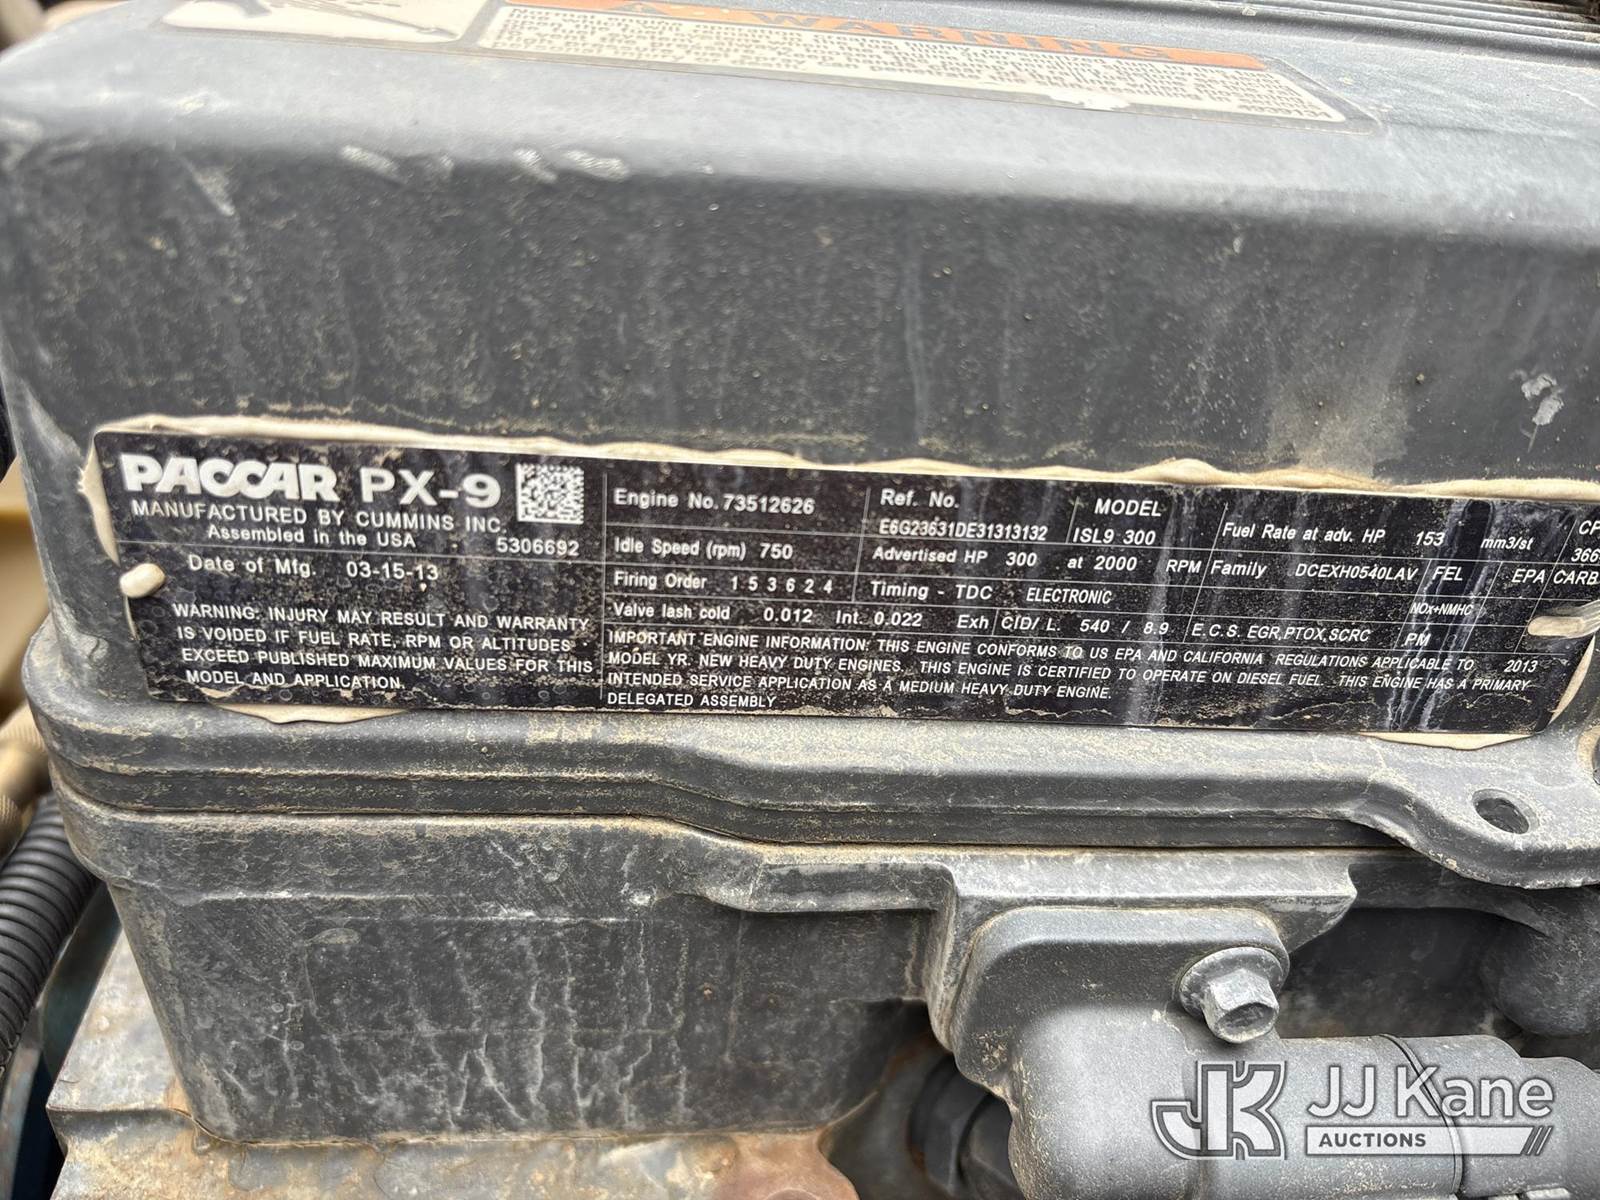 WARNING
PACCAR PX-9
MANUFACTURED BY CUMMINS INC.
Assembled in the USA 5306692
Date of Mfg. 03-15-13
WARNING: INJURY MAY RESULT AND WARRANTY
IS VOIDED IF FUEL RATE, RPM OR ALTITUDES
EXCEED PUBLISHED MAXIMUM VALUES FOR THIS
MODEL AND APPLICATION.
Engine No. 73512626
Idle Speed (rpm) 750
Firing Order 1 5 3 6 2 4
Valve lash cold 0.012 Int. 0.022 Exh
Ref. No.
E6G23631DE31313132
MODEL
ISL9 300
Advertised HP 300 at 2000 RPM
Timing - TDC ELECTRONIC
CID/ L. 540 / 8.9
Fuel Rate at adv. HP 153 mm3/st
Family DCEXH0540LAV
E.C.S. EGR,PTOX,SCRC
FEL
NOx+NMHC
PM
EPA
CARB
CP
366
IMPORTANT ENGINE INFORMATION: THIS ENGINE CONFORMS TO US EPA AND CALIFORNIA REGULATIONS APPLICABLE TO 2013
MODEL YR. NEW HEAVY DUTY ENGINES. THIS ENGINE IS CERTIFIED TO OPERATE ON DIESEL FUEL. THIS ENGINE HAS A PRIMARY
INTENDED SERVICE APPLICATION AS A MEDIUM HEAVY DUTY ENGINE.
DELEGATED ASSEMBLY
JK JJ Kane
AUCTIONS